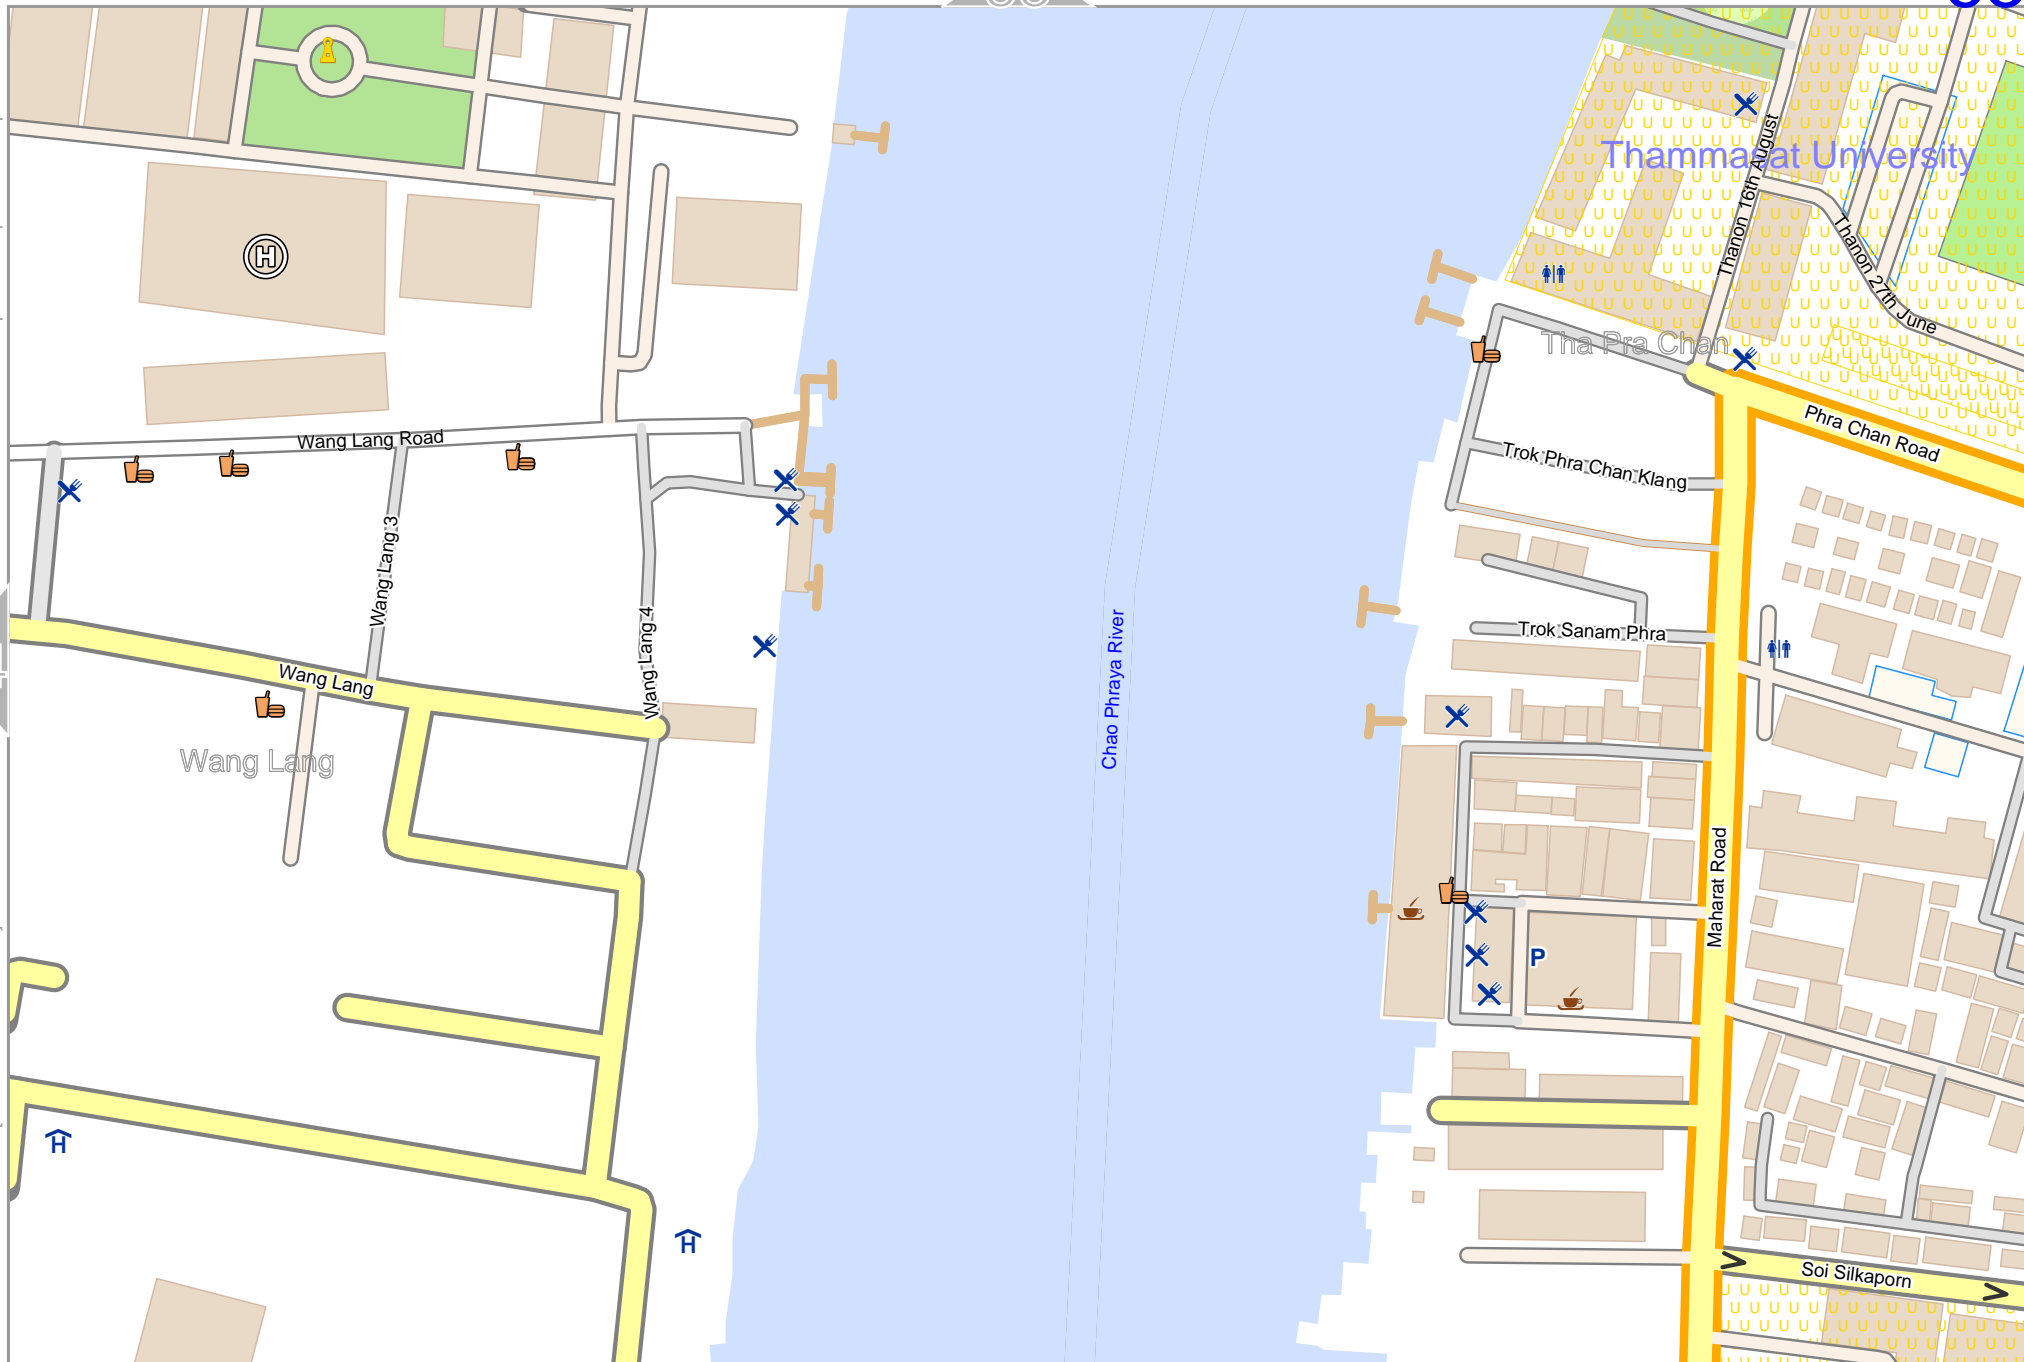 Thammasat University
Thanon 16th August
Thanon 27th June
Tha Pra Chan
Phra Chan Road
Wang Lang Road
Trok Phra Chan Klang
Wang Lang 3
Wang Lang 4
Trok Sanam Phra
Wang Lang
Wang Lang
Chao Phraya River
Maharat Road
P
Soi Silkaporn
H
H
H